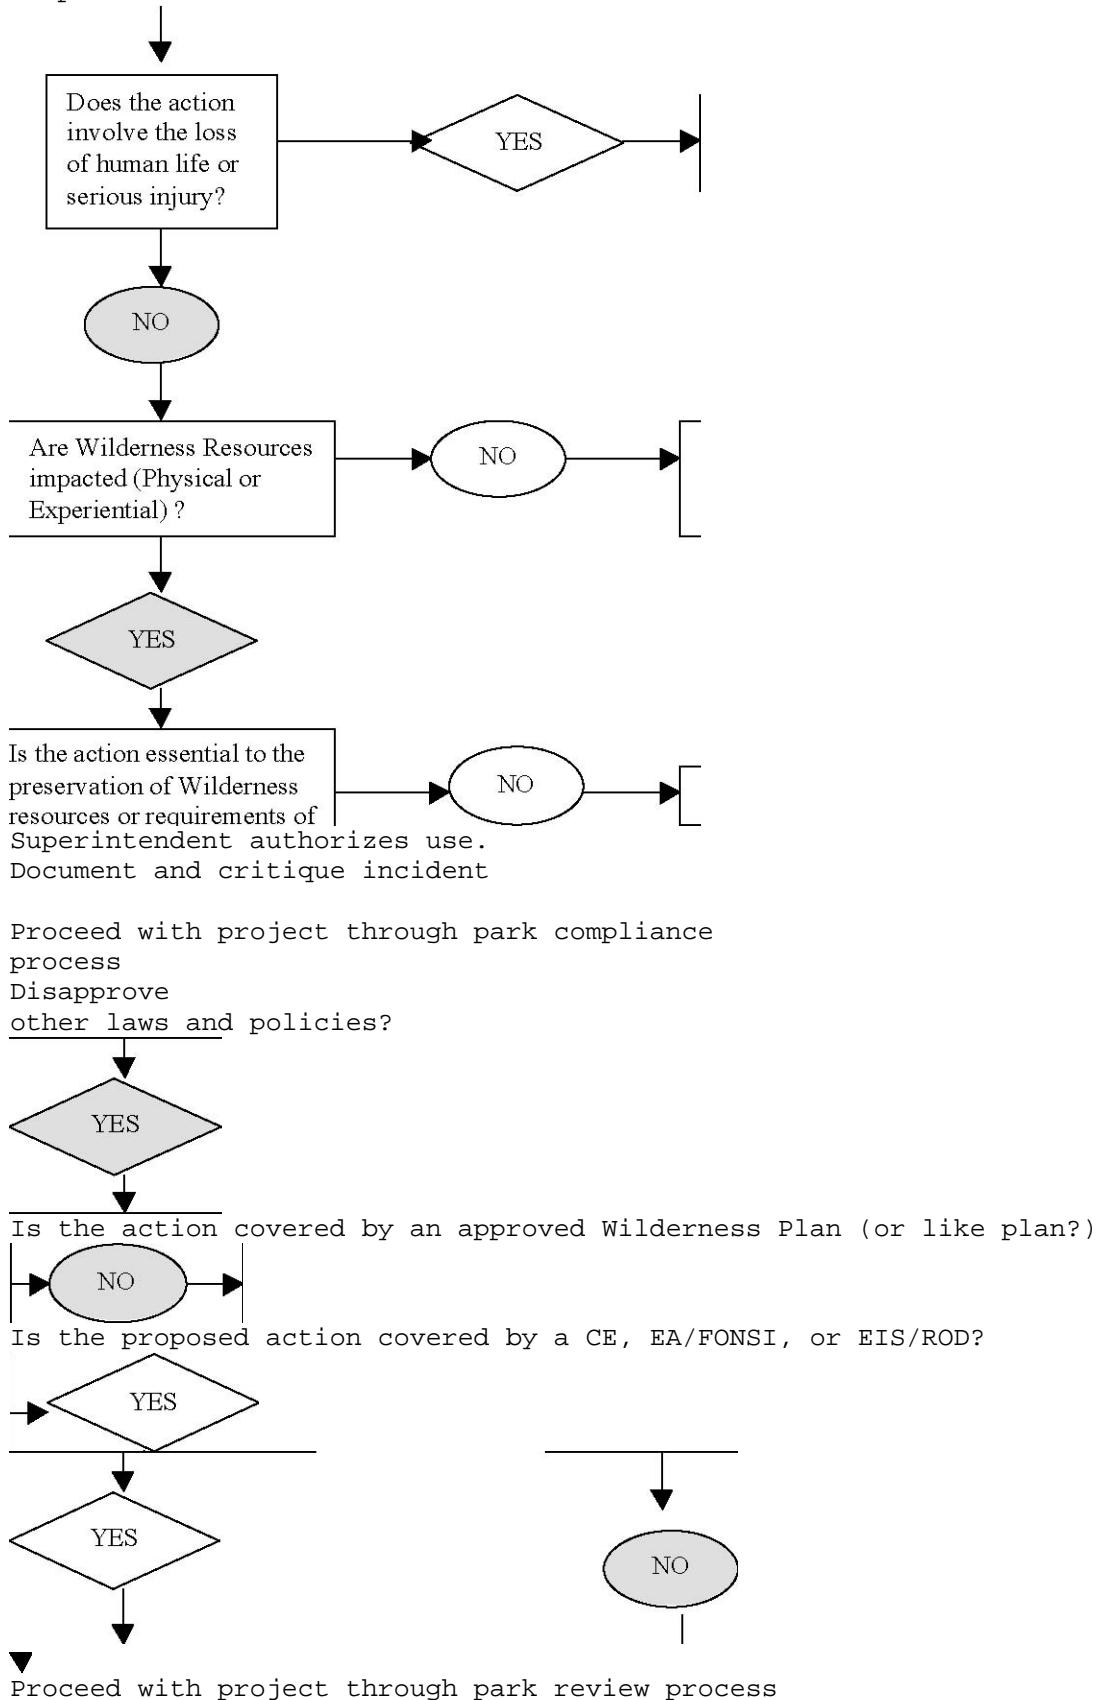 Does the action
involve the loss
of human life or
serious injury?
YES
NO
Are Wilderness Resources
impacted (Physical or
Experiential) ?
NO
YES
Is the action essential to the
preservation of Wilderness
resources or requirements of
NO
Superintendent authorizes use.
Document and critique incident
Proceed with project through park compliance
process
Disapprove
other laws and policies?
YES
Is the action covered by an approved Wilderness Plan (or like plan?)
NO
Is the proposed action covered by a CE, EA/FONSI, or EIS/ROD?
YES
YES
NO
Proceed with project through park review process